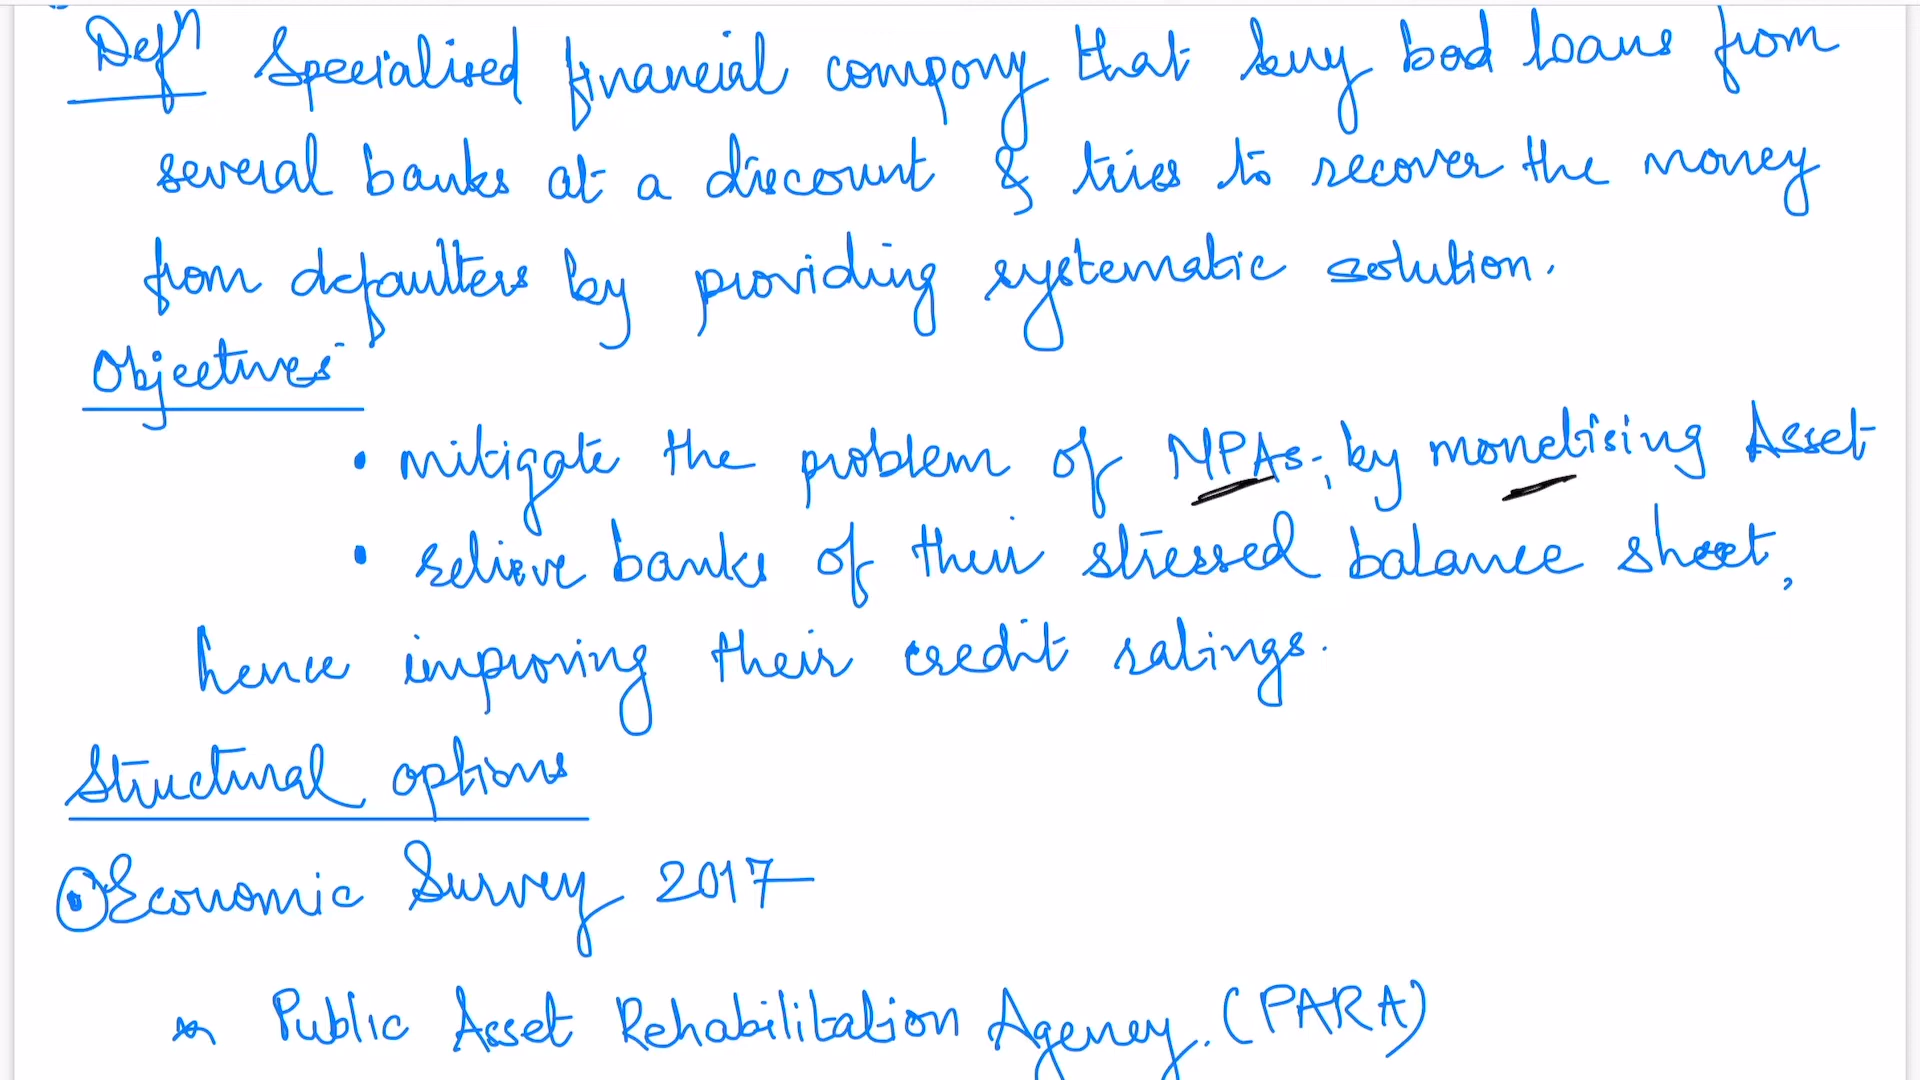 Defⁿ Specialised financial company that buy bad loans from
several banks at a discount & tries to recover the money
from defaulters by providing systematic solution.
Objectives
• mitigate the problem of NPAs, by monetising Asset
• relieve banks of their stressed balance sheet,
hence improving their credit ratings.
Structural options
Economic Survey 2017
* Public Asset Rehabilitation Agency. (PARA)